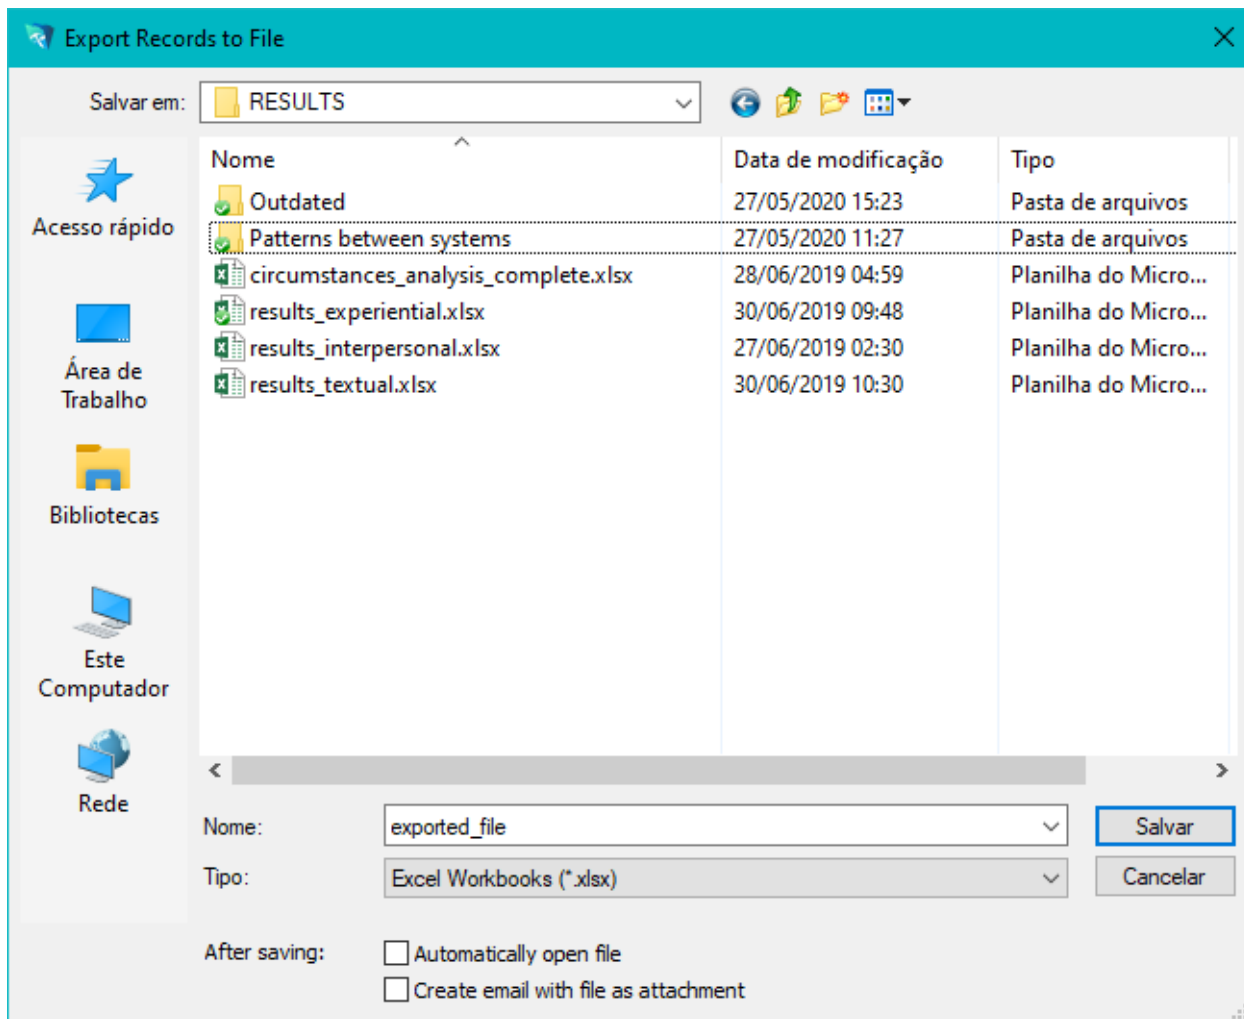 Export Records to File
Salvar em: RESULTS
Nome Data de modificação Tipo
Outdated 27/05/2020 15:23 Pasta de arquivos
Patterns between systems 27/05/2020 11:27 Pasta de arquivos
circumstances_analysis_complete.xlsx 28/06/2019 04:59 Planilha do Micro...
results_experiential.xlsx 30/06/2019 09:48 Planilha do Micro...
results_interpersonal.xlsx 27/06/2019 02:30 Planilha do Micro...
results_textual.xlsx 30/06/2019 10:30 Planilha do Micro...
Acesso rápido
Área de
Trabalho
Bibliotecas
Este
Computador
Rede
Nome: exported_file Salvar
Tipo: Excel Workbooks (*.xlsx) Cancelar
After saving: Automatically open file
Create email with file as attachment